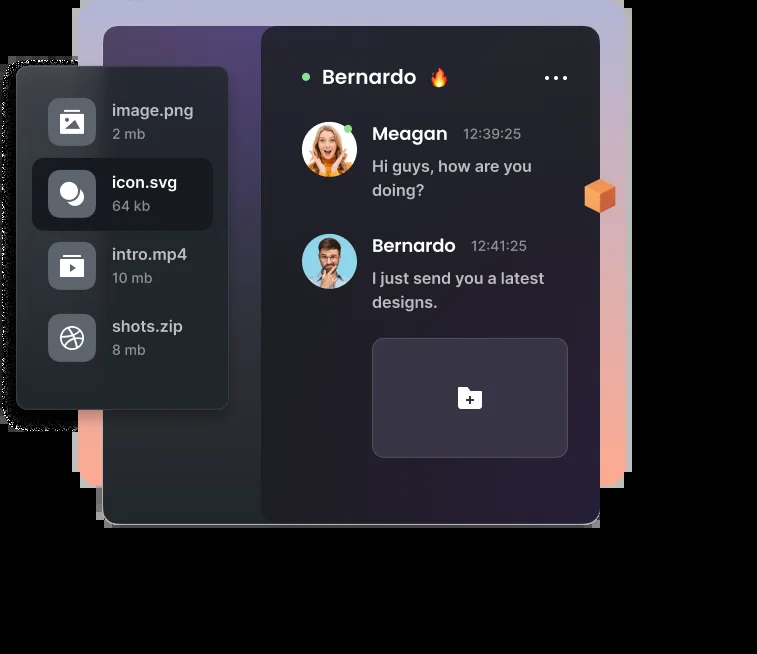 image.png
2 mb
icon.svg
64 kb
intro.mp4
10 mb
shots.zip
8 mb
Bernardo 🔥
Meagan 12:39:25
Hi guys, how are you
doing?
Bernardo 12:41:25
I just send you a latest
designs.